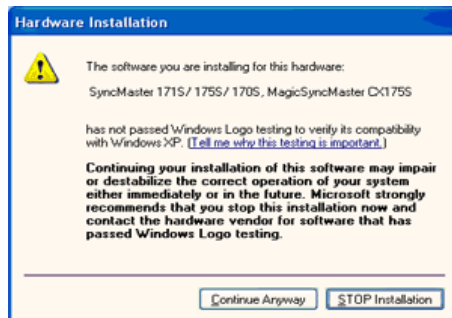 Hardware Installation
The software you are installing for this hardware:
SyncMaster 171S/ 175S/ 170S, MagicSyncMaster CX175S
has not passed Windows Logo testing to verify its compatibility
with Windows XP. (Tell me why this testing is important.)
Continuing your installation of this software may impair
or destabilize the correct operation of your system
either immediately or in the future. Microsoft strongly
recommends that you stop this installation now and
contact the hardware vendor for software that has
passed Windows Logo testing.
Continue Anyway
STOP Installation